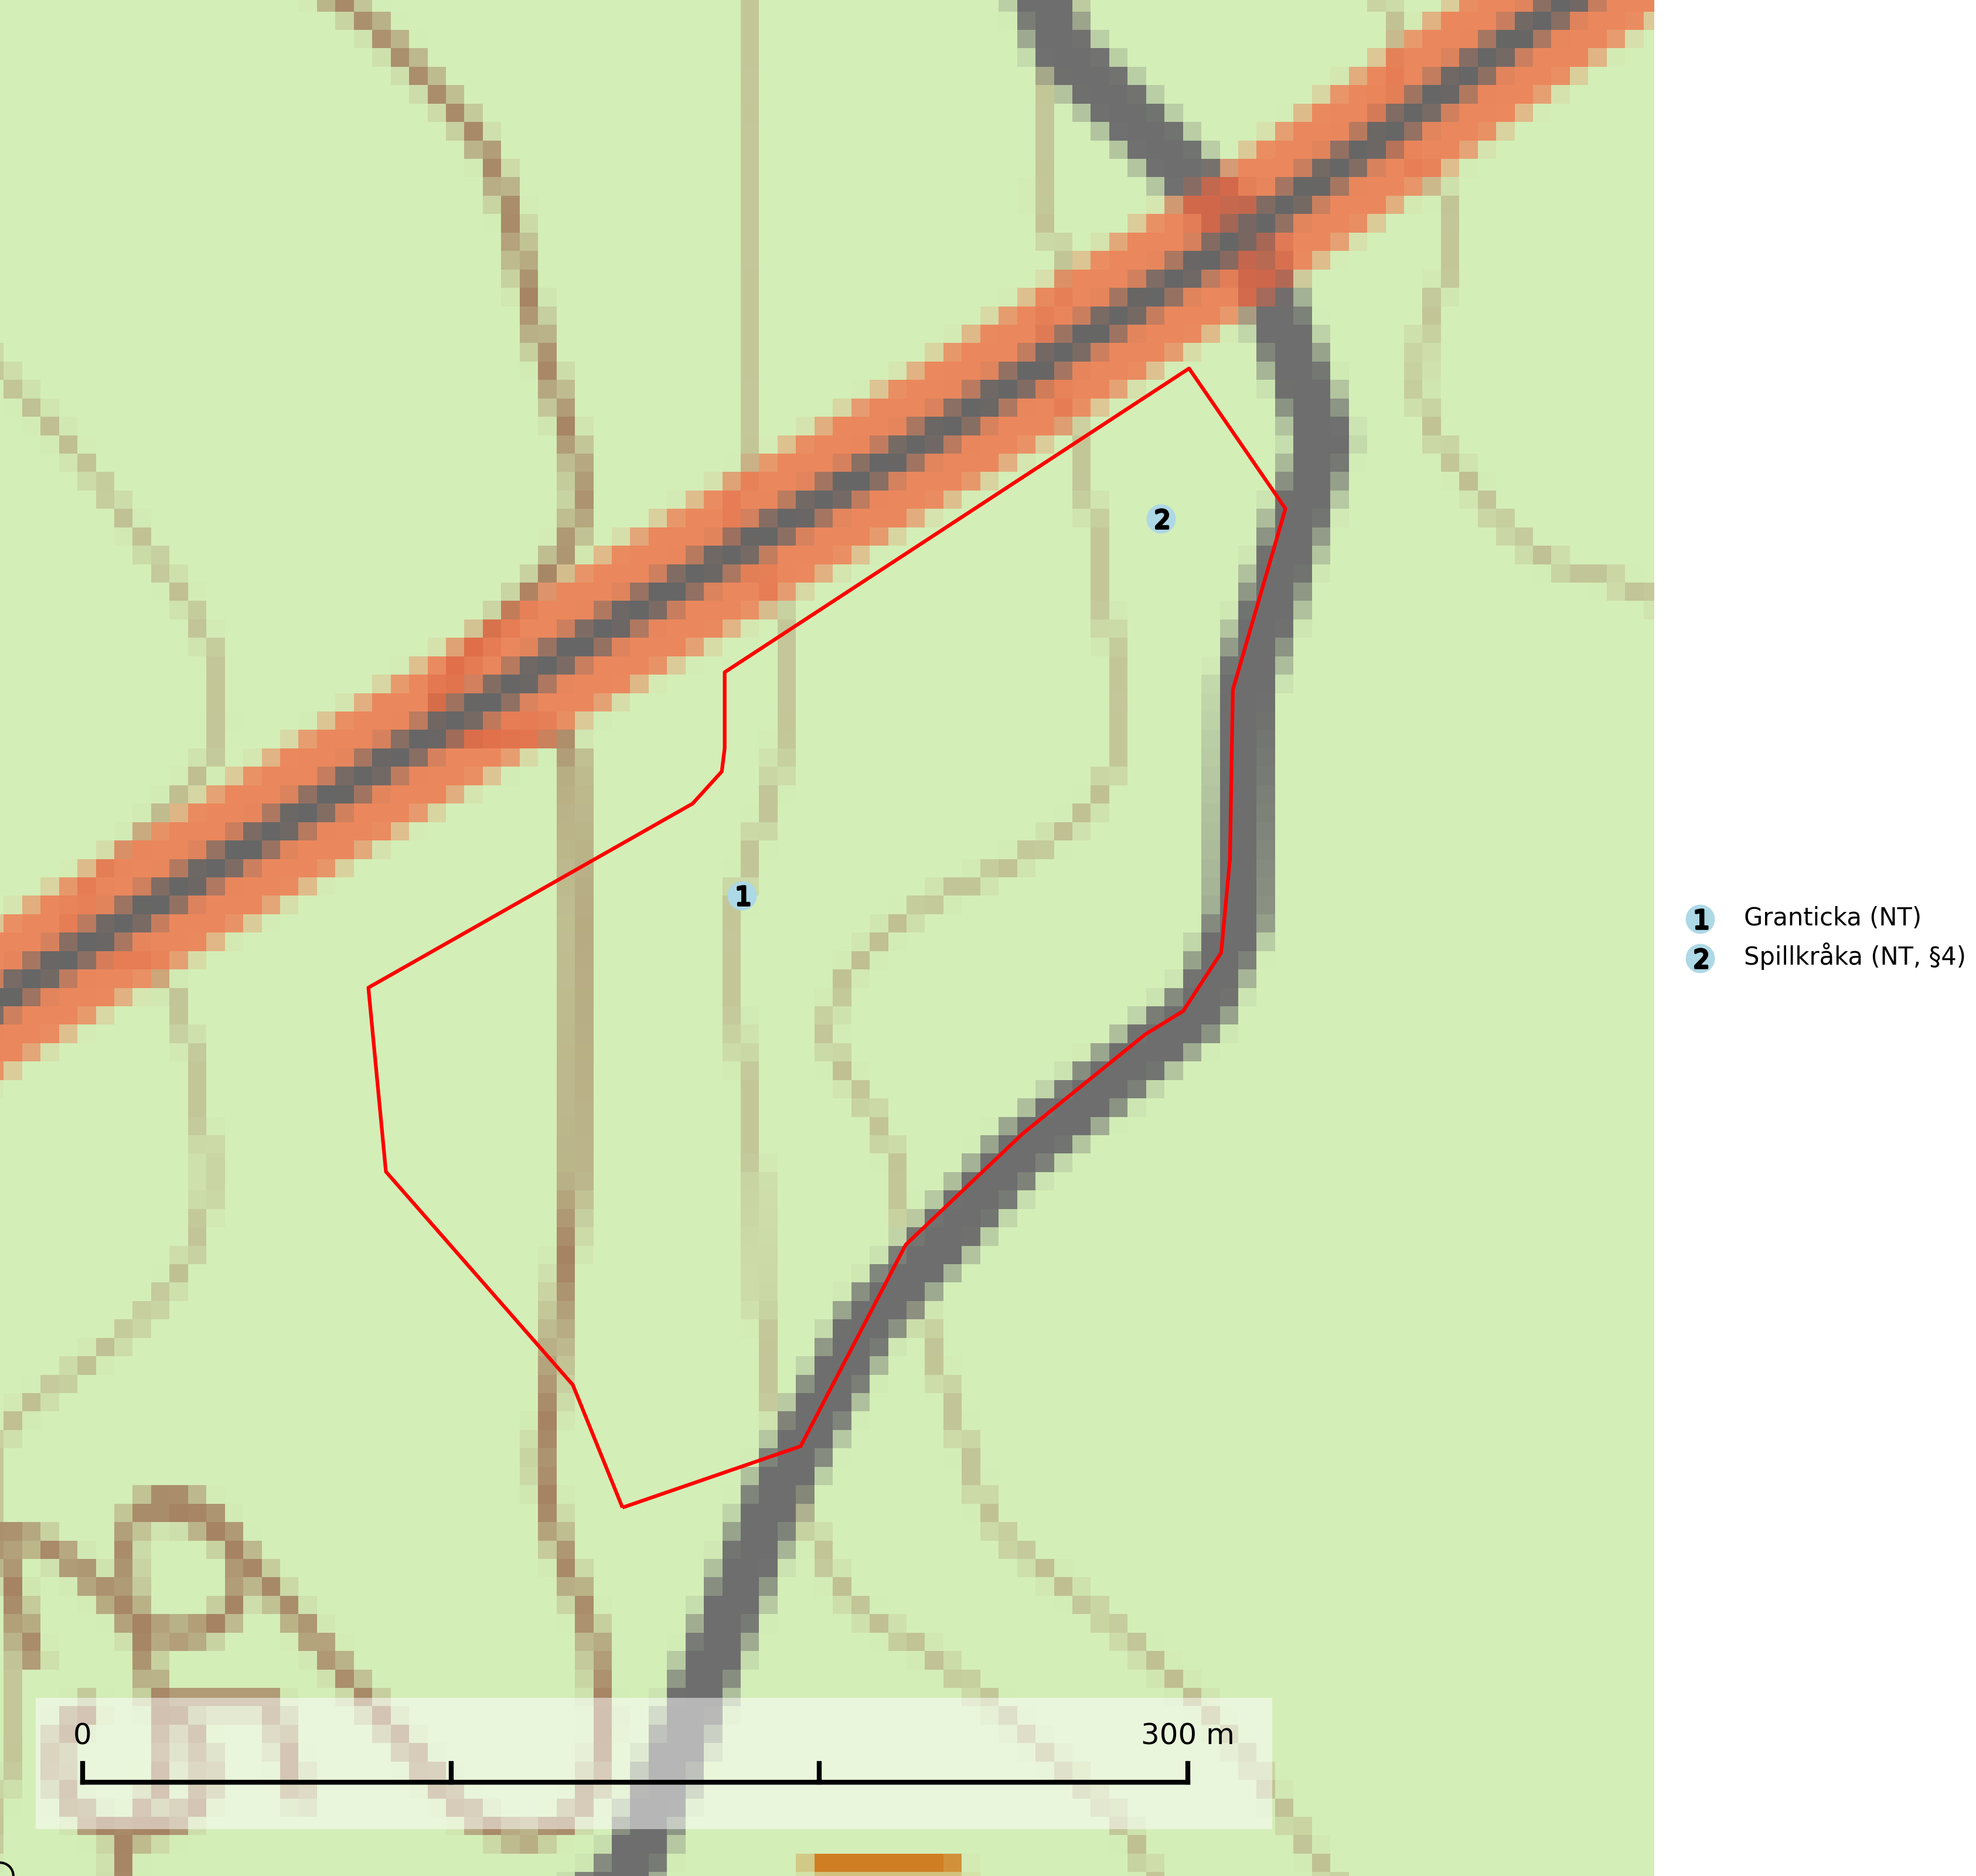 2
1
1 Granticka (NT)
2 Spillkråka (NT, §4)
0 300 m